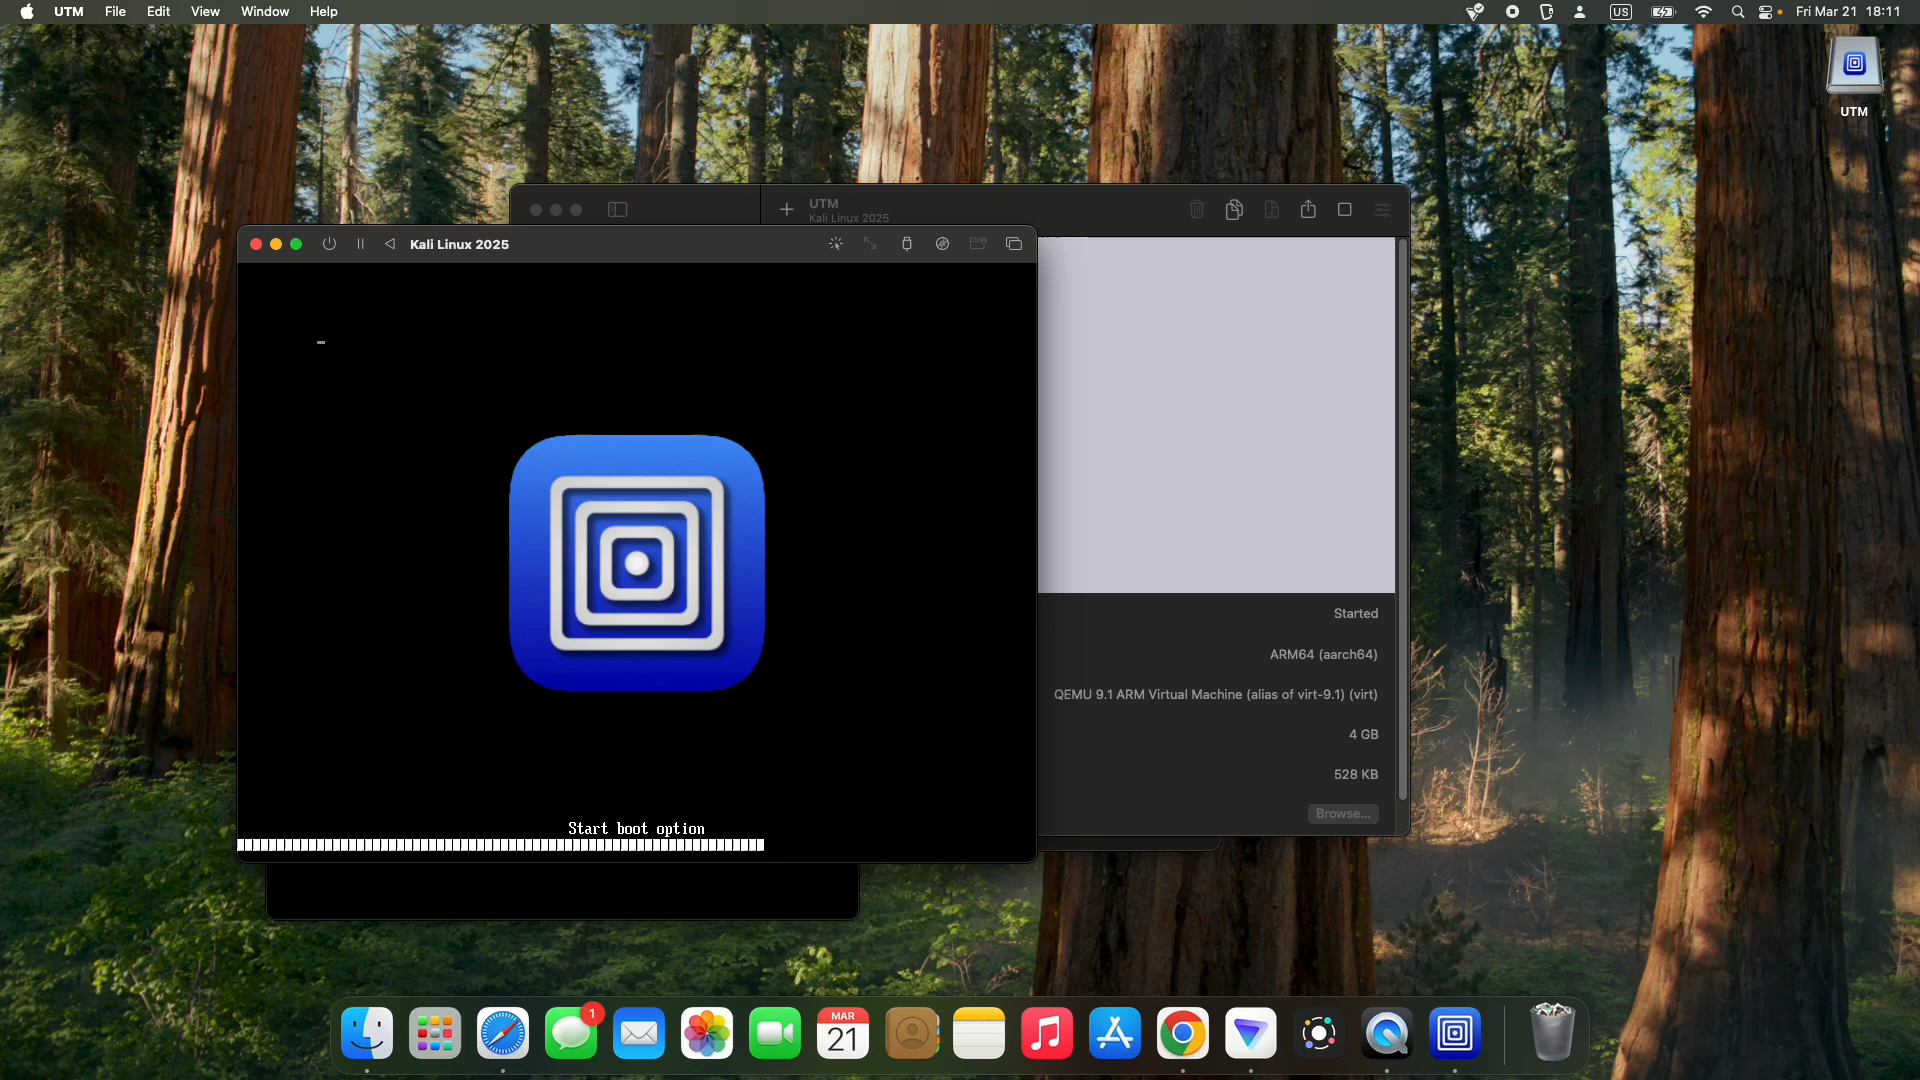 UTM File Edit View Window Help
US Fri Mar 21 18:11
UTM
UTM
Kali Linux 2025
Kali Linux 2025
Started
ARM64 (aarch64)
QEMU 9.1 ARM Virtual Machine (alias of virt-9.1) (virt)
4 GB
528 KB
Browse...
Start boot option
1
MAR
21